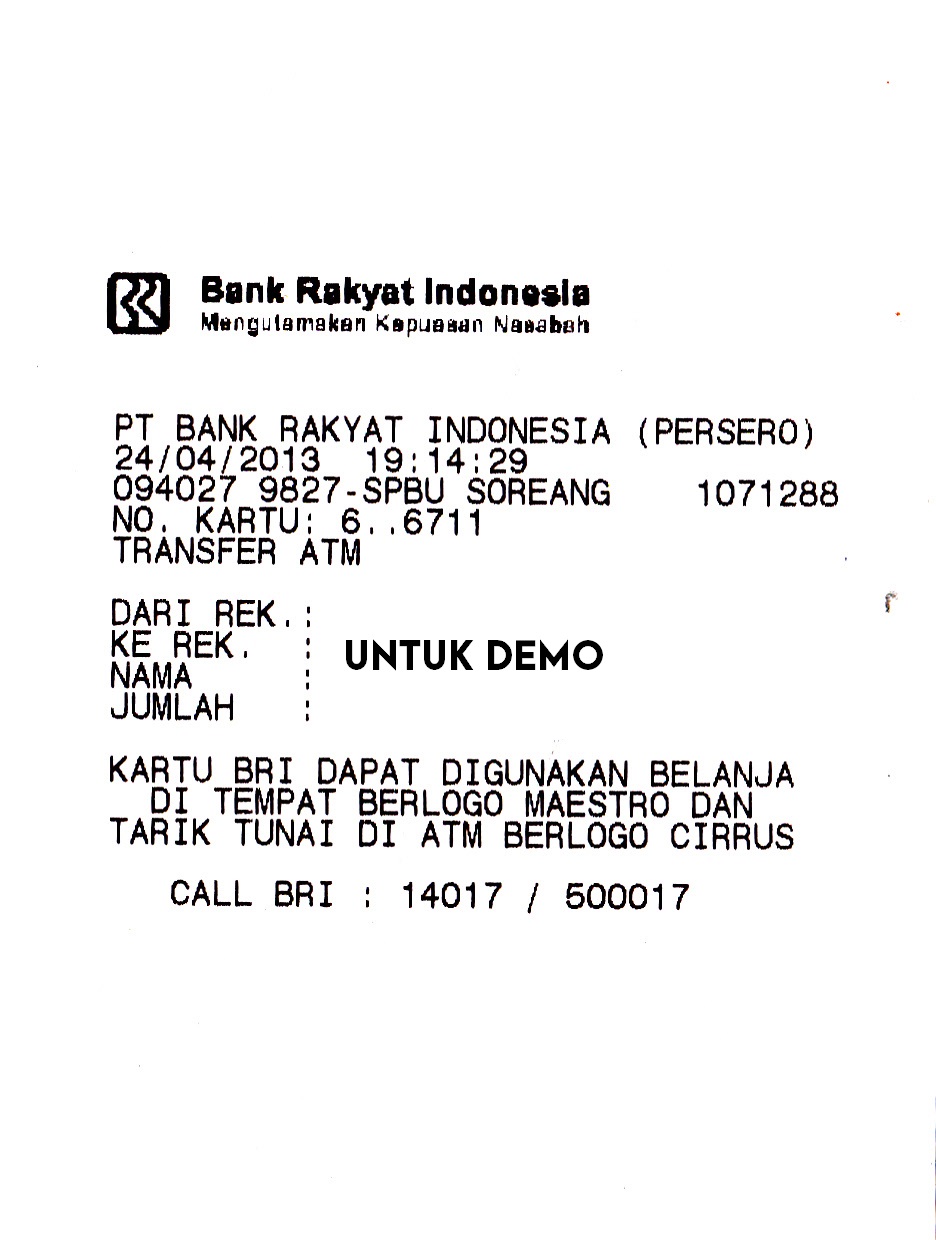 Bank Rakyat Indonesia
Mengutamakan Kepuasan Nasabah
PT BANK RAKYAT INDONESIA (PERSERO)
24/04/2013 19:14:29
094027 9827-SPBU SOREANG 1071288
NO. KARTU: 6..6711
TRANSFER ATM
DARI REK. :
KE REK. :
UNTUK DEMO
NAMA :
JUMLAH :
KARTU BRI DAPAT DIGUNAKAN BELANJA
DI TEMPAT BERLOGO MAESTRO DAN
TARIK TUNAI DI ATM BERLOGO CIRRUS
CALL BRI : 14017 / 500017